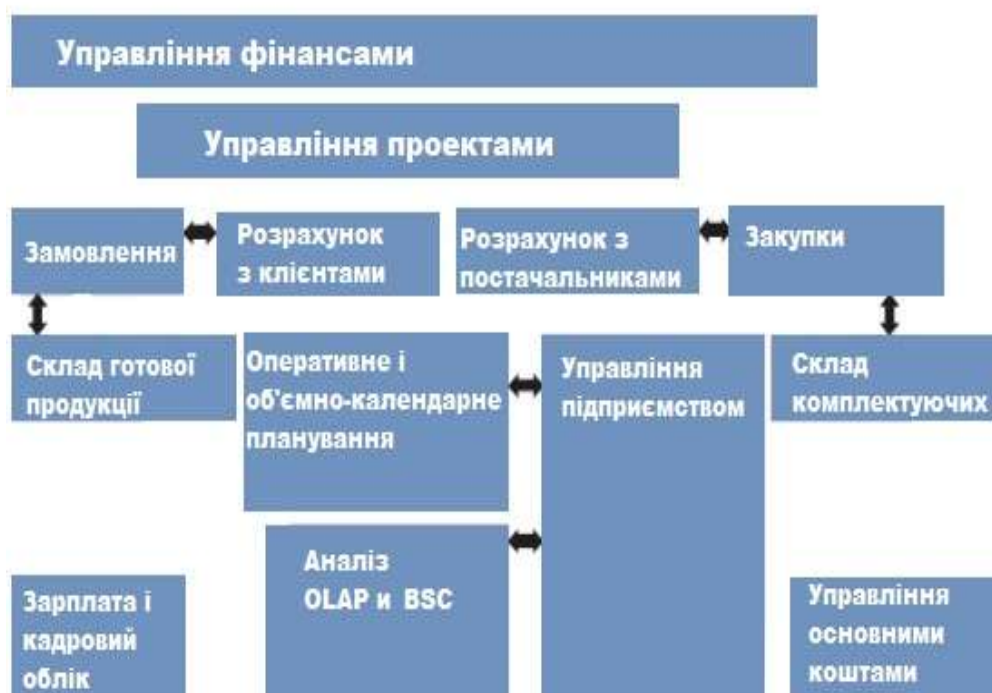 Управління фінансами
Управління проектами
Замовлення
Розрахунок
з клієнтами
Розрахунок з
постачальниками
Закупки
Склад готової
продукції
Оперативне і
об'ємно-календарне
планування
Управління
підприємством
Склад
комплектуючих
Аналіз
OLAP и BSC
Зарплата і
кадровий
облік
Управління
основними
коштами